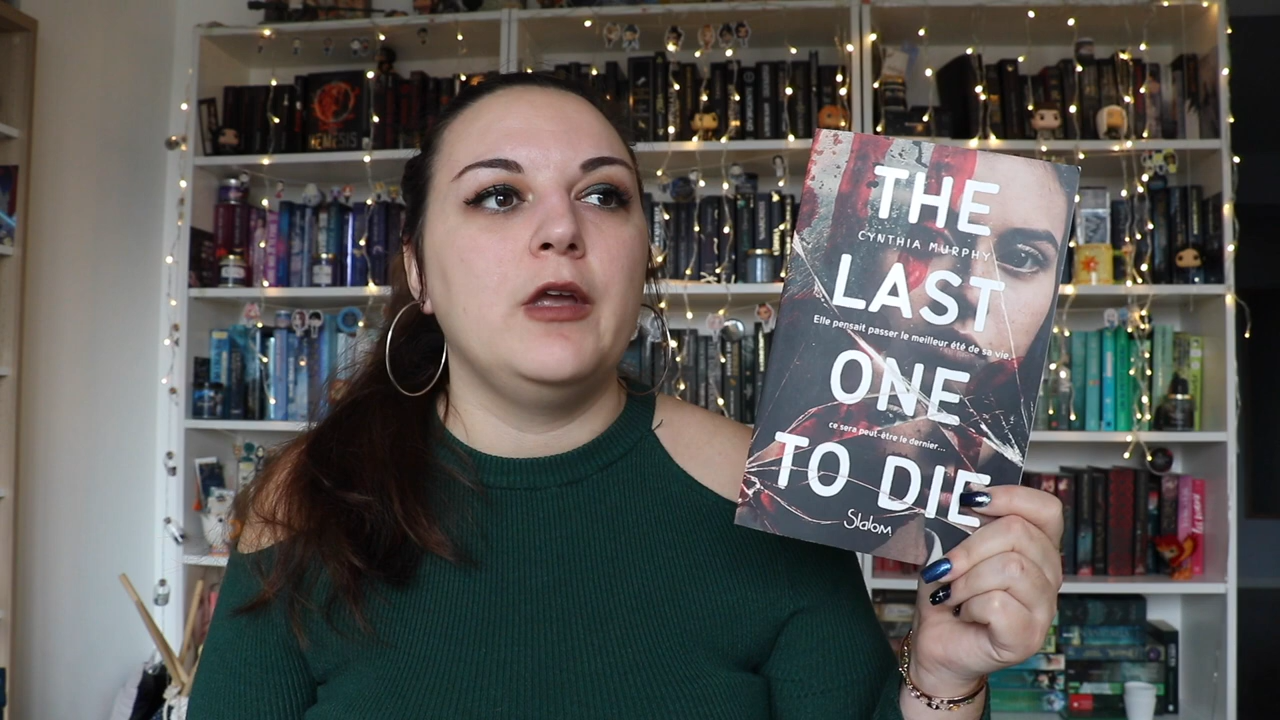 NEMESIS
THE
CYNTHIA MURPHY
LAST
Elle pensait passer le meilleur été de sa vie,
ONE
ce sera peut-être le dernier...
TO DIE
Slalom